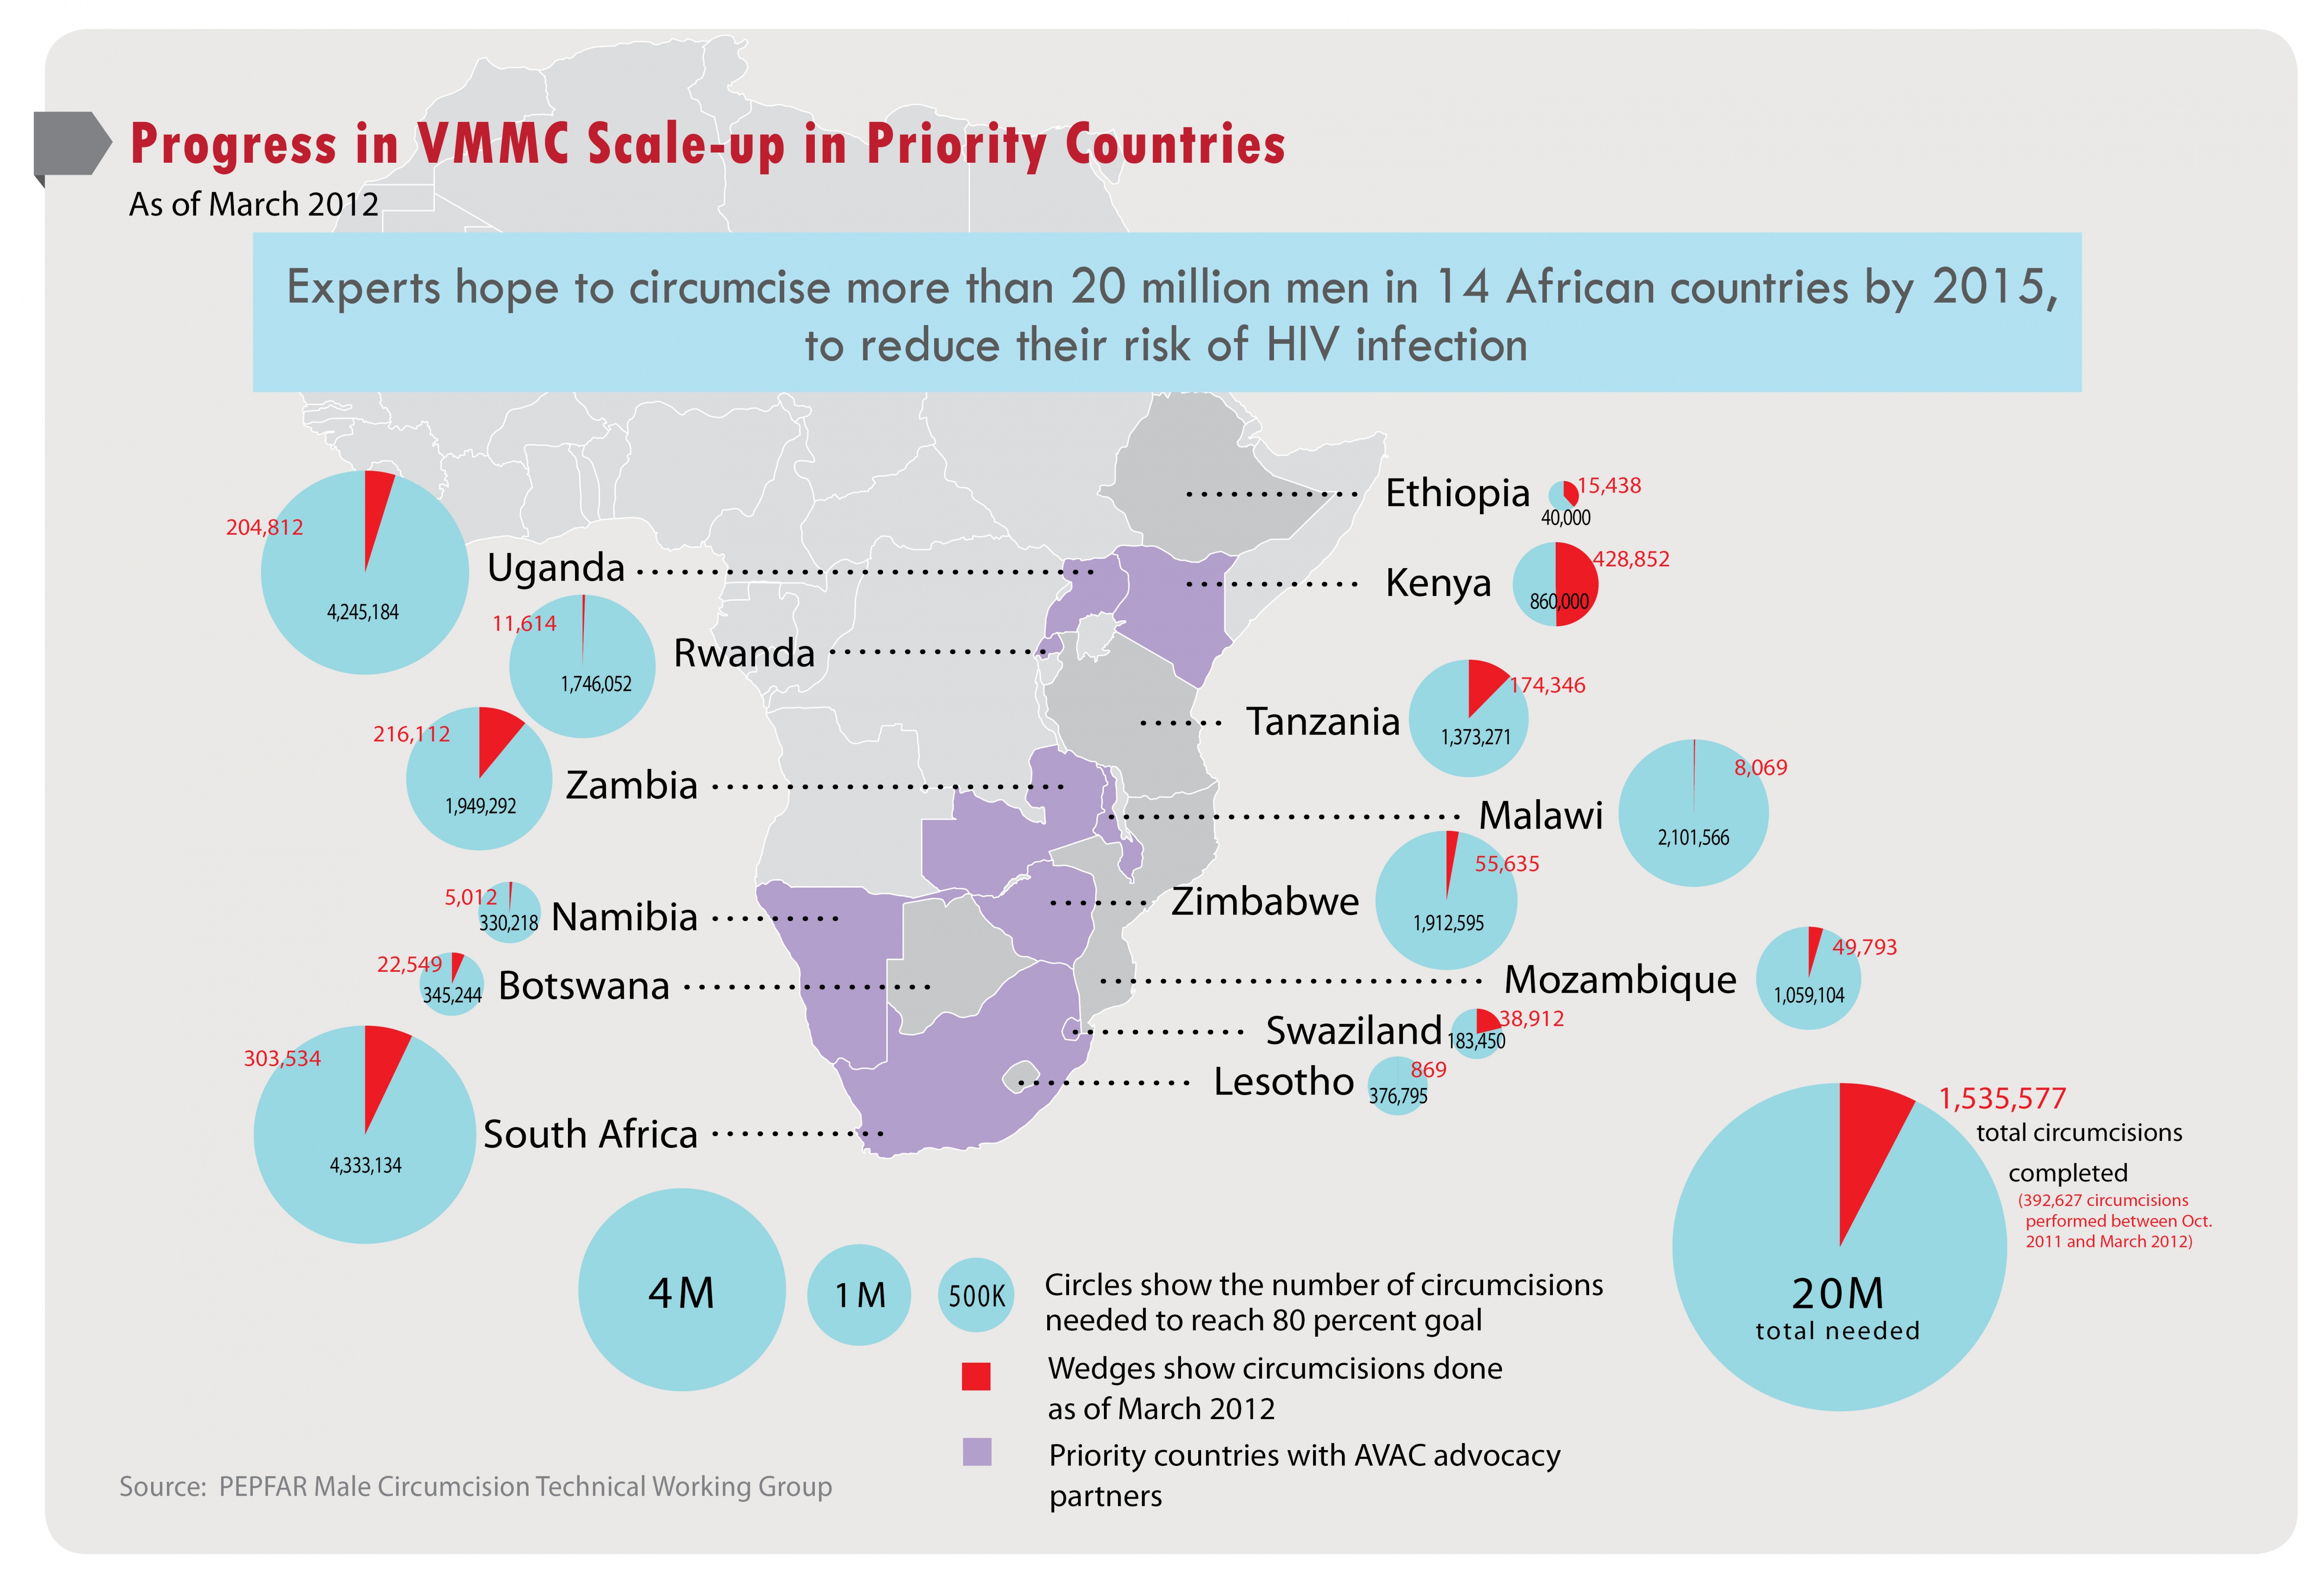 Progress in VMMC Scale-up in Priority Countries
As of March 2012
Experts hope to circumcise more than 20 million men in 14 African countries by 2015,
to reduce their risk of HIV infection
204,812
4,245,184
Uganda
11,614
1,746,052
Rwanda
216,112
1,949,292
Zambia
5,012
330,218
Namibia
22,549
345,244
Botswana
303,534
4,333,134
South Africa
Ethiopia
15,438
40,000
Kenya
428,852
860,000
Tanzania
174,346
1,373,271
Malawi
8,069
2,101,566
Zimbabwe
55,635
1,912,595
Mozambique
49,793
1,059,104
Swaziland
38,912
183,450
Lesotho
869
376,795
1,535,577
total circumcisions
completed
(392,627 circumcisions
performed between Oct.
2011 and March 2012)
20M
total needed
4M
1M
500K
Circles show the number of circumcisions
needed to reach 80 percent goal
Wedges show circumcisions done
as of March 2012
Priority countries with AVAC advocacy
partners
Source: PEPFAR Male Circumcision Technical Working Group